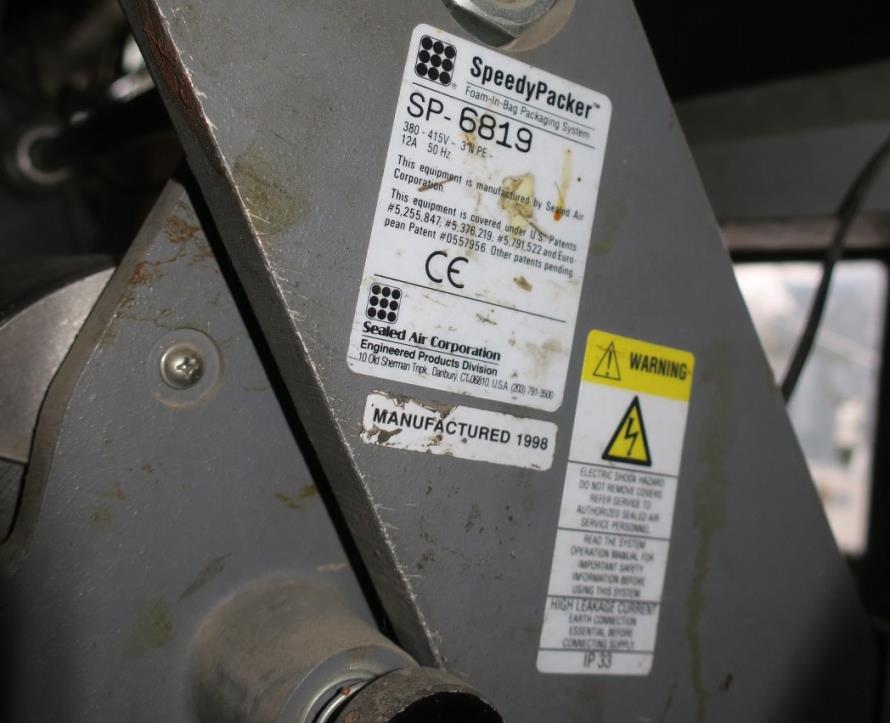 SpeedyPacker™
Foam-In-Bag Packaging System
SP-6819
380 - 415V ~ 3~N PE ~
12A 50 Hz
This equipment is manufactured by Sealed Air
Corporation.
This equipment is covered under U.S. Patents
#5,255,847, #5,376,219, #5,791,522 and Euro-
pean Patent #0557956. Other patents pending.
CE
Sealed Air Corporation
Engineered Products Division
10 Old Sherman Trnpk., Danbury, CT. 06810, U.S.A. (203) 791-3500
MANUFACTURED 1998
WARNING
ELECTRIC SHOCK HAZARD
DO NOT REMOVE COVERS
REFER SERVICE TO
AUTHORIZED SEALED AIR
SERVICE PERSONNEL
READ THE SYSTEM
OPERATION MANUAL FOR
IMPORTANT SAFETY
INFORMATION BEFORE
USING THIS SYSTEM
HIGH LEAKAGE CURRENT
EARTH CONNECTION
ESSENTIAL BEFORE
CONNECTING SUPPLY
IP 33